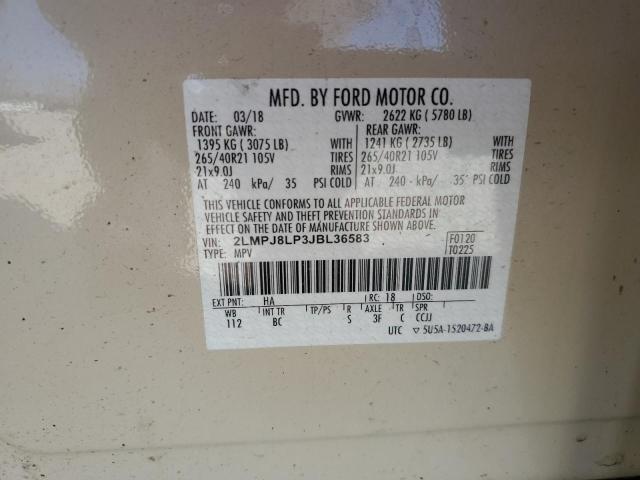 MFD. BY FORD MOTOR CO.
DATE: 03/18 GVWR: 2622 KG ( 5780 LB)
FRONT GAWR: REAR GAWR:
1395 KG ( 3075 LB) WITH 1241 KG ( 2735 LB) WITH
265/40R21 105V TIRES 265/40R21 105V TIRES
21x9.0J RIMS 21x9.0J RIMS
AT 240 kPa/ 35 PSI COLD AT 240 kPa/ 35 PSI COLD
THIS VEHICLE CONFORMS TO ALL APPLICABLE FEDERAL MOTOR
VEHICLE SAFETY AND THEFT PREVENTION STANDARDS IN
EFFECT ON THE DATE OF MANUFACTURE SHOWN ABOVE.
VIN: 2LMPJ8LP3JBL36583 F0120
TYPE: MPV T0225
EXT PNT: HA RC: 18 DSO:
WB INT TR TP/PS R AXLE TR SPR
112 BC S 3F C CCJJ
UTC ▽ 5U5A-1520472-BA